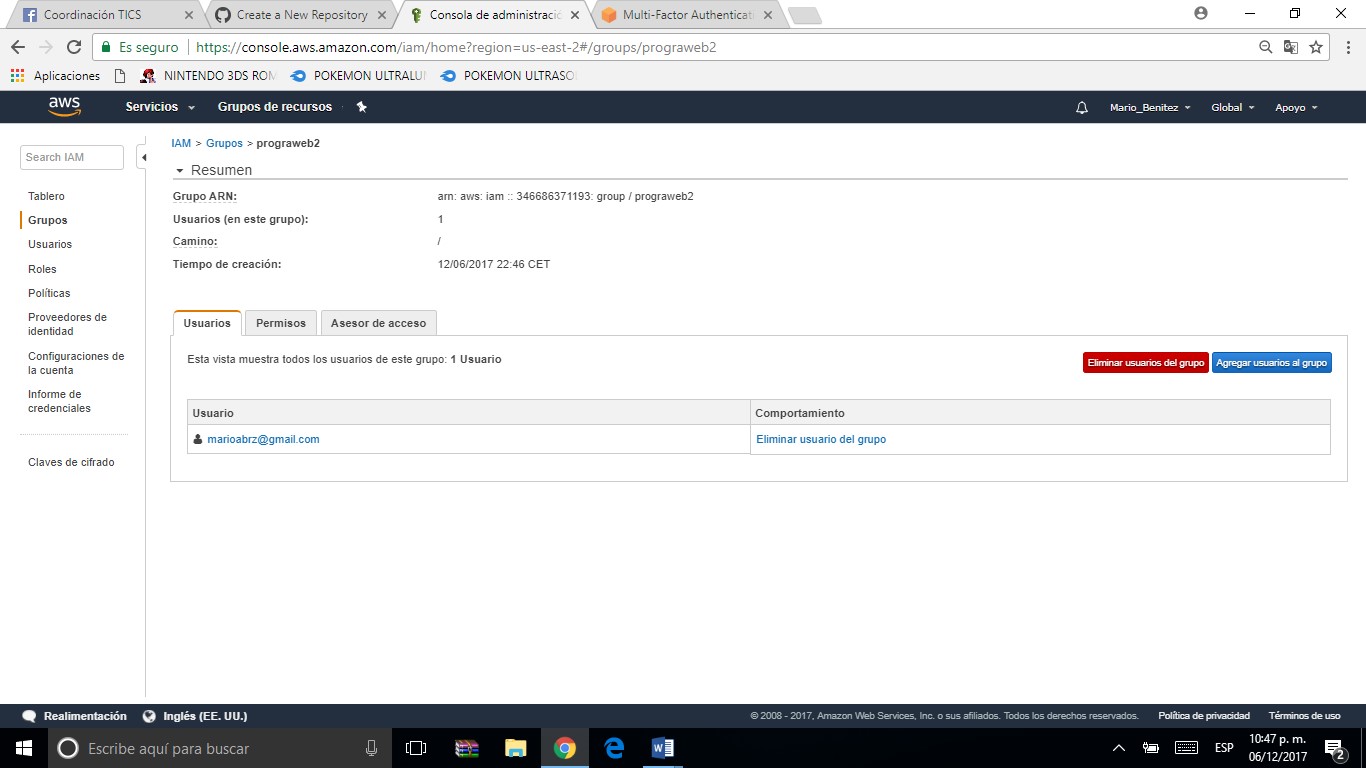 Coordinación TICS
Create a New Repository
Consola de administració
Multi-Factor Authenticat
Es seguro
https://console.aws.amazon.com/iam/home?region=us-east-2#/groups/prograweb2
Aplicaciones
NINTENDO 3DS ROM
POKEMON ULTRALU
POKEMON ULTRASO
aws
Servicios
Grupos de recursos
Mario_Benitez
Global
Apoyo
Search IAM
IAM > Grupos > prograweb2
Resumen
Grupo ARN:
arn: aws: iam :: 346686371193: group / prograweb2
Usuarios (en este grupo):
1
Camino:
/
Tiempo de creación:
12/06/2017 22:46 CET
Tablero
Grupos
Usuarios
Roles
Políticas
Proveedores de
identidad
Configuraciones de
la cuenta
Informe de
credenciales
Claves de cifrado
Usuarios
Permisos
Asesor de acceso
Esta vista muestra todos los usuarios de este grupo: 1 Usuario
Eliminar usuarios del grupo
Agregar usuarios al grupo
Usuario
Comportamiento
marioabrz@gmail.com
Eliminar usuario del grupo
Realimentación
Inglés (EE. UU.)
© 2008 - 2017, Amazon Web Services, Inc. o sus afiliados. Todos los derechos reservados.
Política de privacidad
Términos de uso
Escribe aquí para buscar
ESP
10:47 p. m.
06/12/2017
2